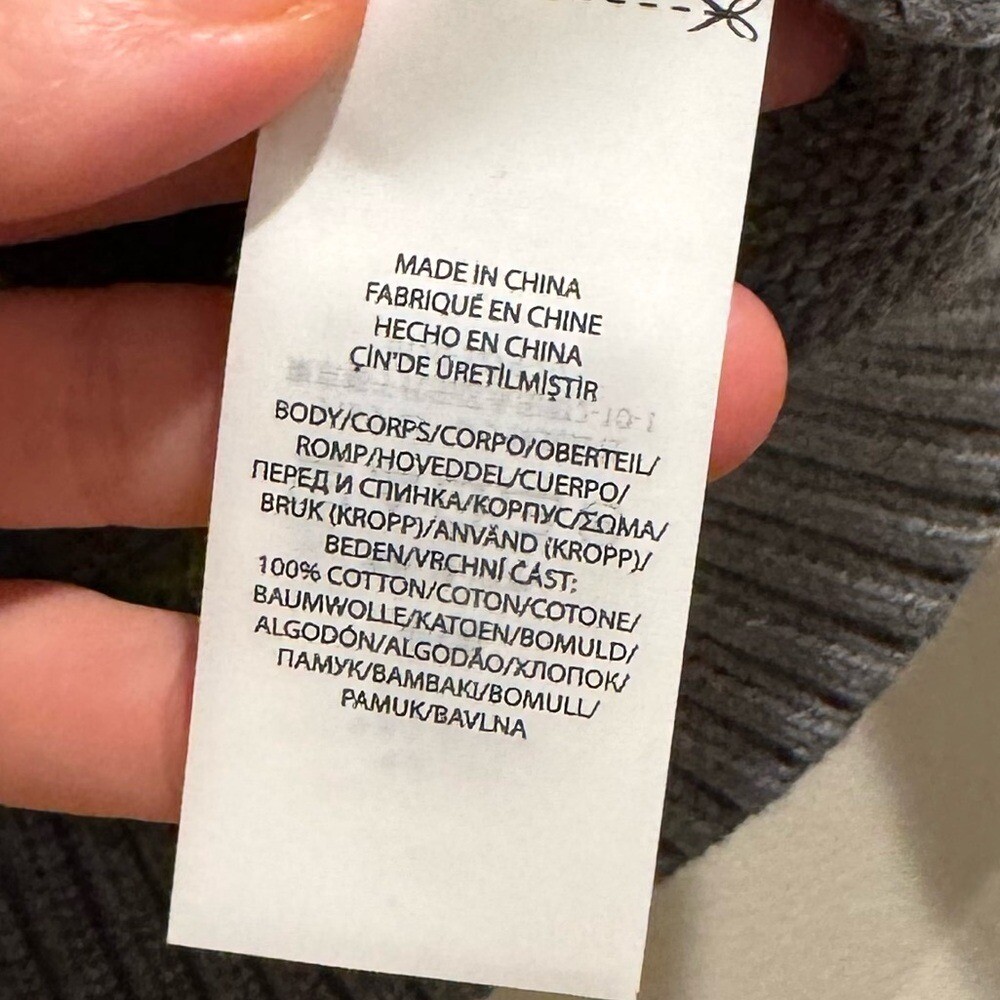 MADE IN CHINA
FABRIQUÉ EN CHINE
HECHO EN CHINA
ÇİN'DE ÜRETİLMİŞTİR
BODY/CORPS/CORPO/OBERTEIL/
ROMP/HOVEDDEL/CUERPO/
ПЕРЕД И СПИНКА/КОРПУС/ΣΩΜΑ/
BRUK (KROPP)/ANVÄND (KROPP)/
BEDEN/VRCHNÍ ČÁST:
100% COTTON/COTON/COTONE/
BAUMWOLLE/KATOEN/BOMULD/
ALGODÓN/ALGODÃO/ХЛОПОК/
ПАМУК/ΒΑΜΒΑΚΙ/BOMULL/
PAMUK/BAVLNA